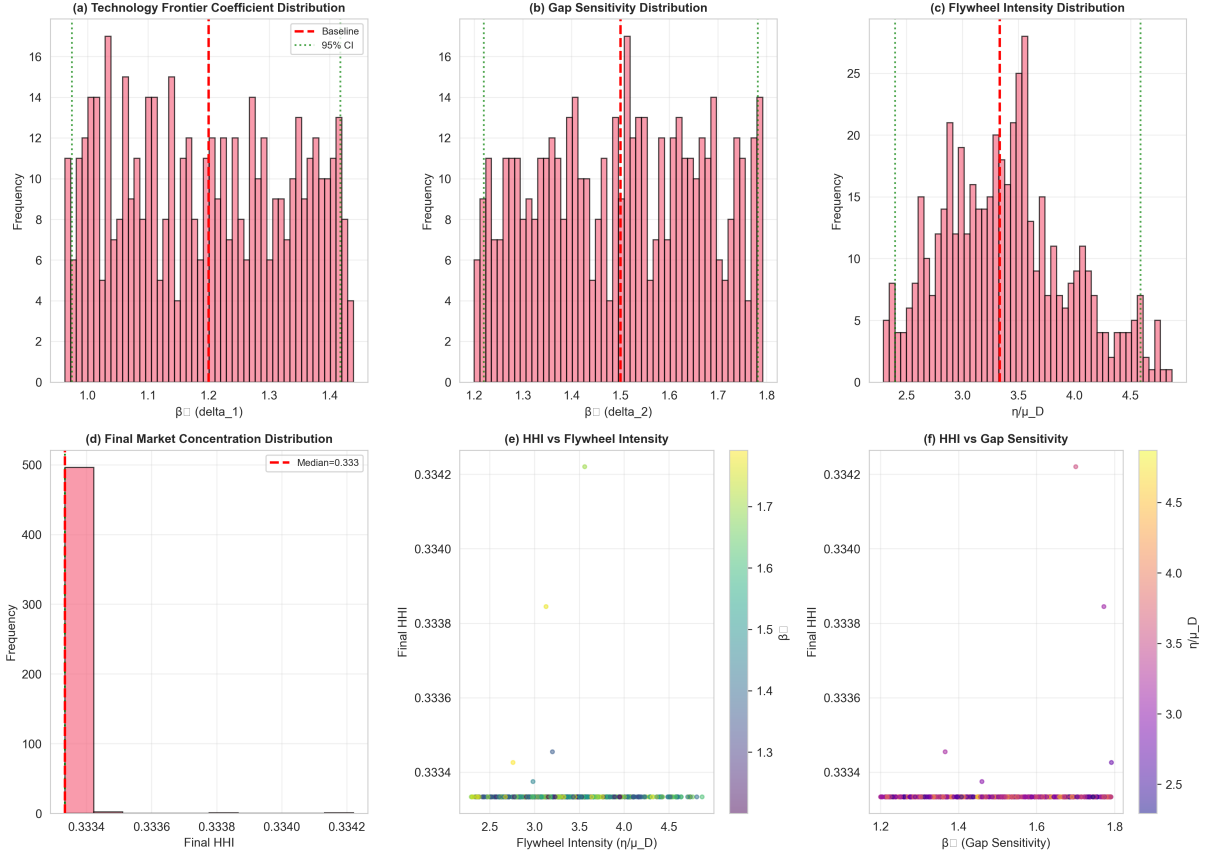 (a) Technology Frontier Coefficient Distribution
Baseline
95% CI
Frequency
16
14
12
10
8
6
4
2
0
1.0 1.1 1.2 1.3 1.4
β□ (delta_1)
(b) Gap Sensitivity Distribution
Frequency
16
14
12
10
8
6
4
2
0
1.2 1.3 1.4 1.5 1.6 1.7 1.8
β□ (delta_2)
(c) Flywheel Intensity Distribution
Frequency
25
20
15
10
5
0
2.5 3.0 3.5 4.0 4.5
η/μ_D
(d) Final Market Concentration Distribution
Median=0.333
Frequency
500
400
300
200
100
0
0.3334 0.3336 0.3338 0.3340 0.3342
Final HHI
(e) HHI vs Flywheel Intensity
Final HHI
0.3342
0.3340
0.3338
0.3336
0.3334
2.5 3.0 3.5 4.0 4.5
Flywheel Intensity (η/μ_D)
1.7
1.6
1.5
1.4
1.3
β□
(f) HHI vs Gap Sensitivity
Final HHI
0.3342
0.3340
0.3338
0.3336
0.3334
1.2 1.4 1.6 1.8
β□ (Gap Sensitivity)
4.5
4.0
3.5
3.0
2.5
η/μ_D